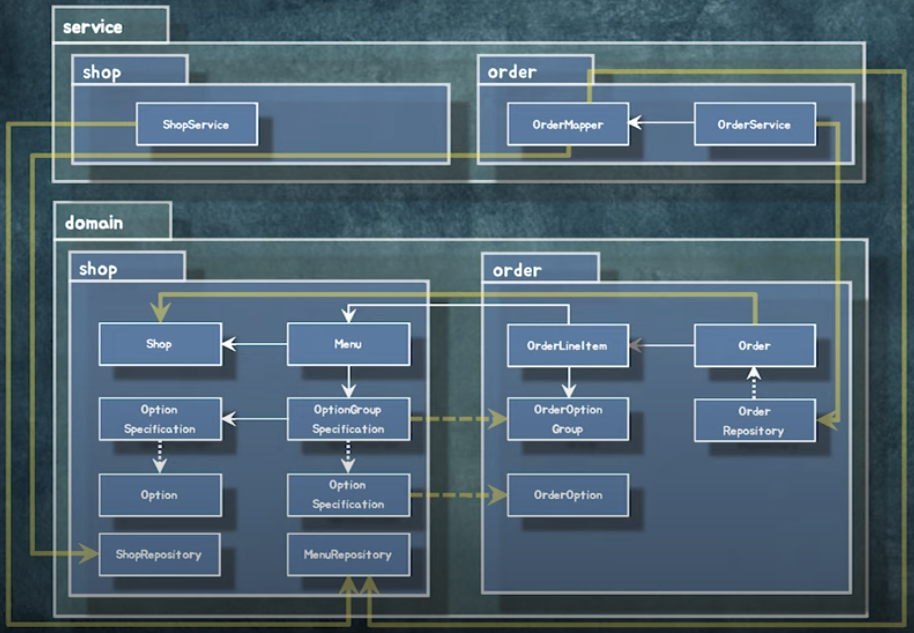 service
shop
order
ShopService
OrderMapper
OrderService
domain
shop
order
Shop
Menu
OrderLineItem
Order
Option
Specification
OptionGroup
Specification
OrderOption
Group
Order
Repository
Option
Option
Specification
OrderOption
ShopRepository
MenuRepository